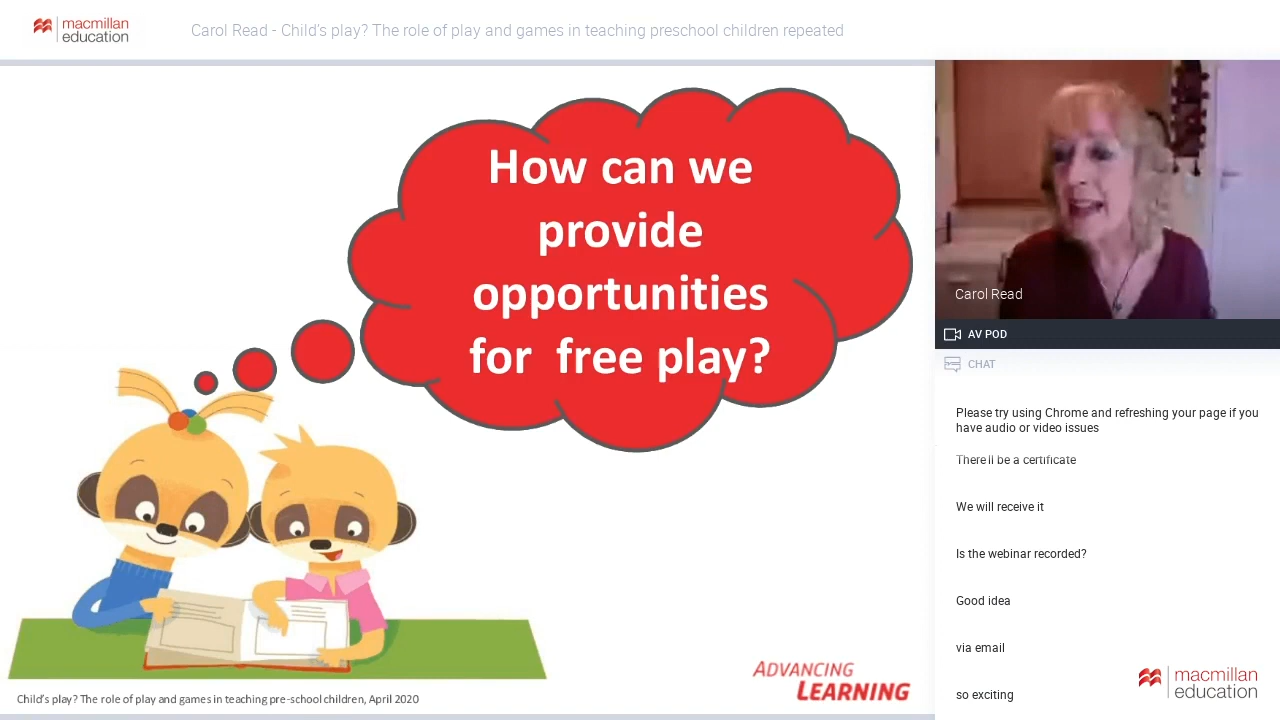 macmillan
education
Carol Read - Child's play? The role of play and games in teaching preschool children repeated
How can we
provide
opportunities
for free play?
ADVANCING
LEARNING
Child's play? The role of play and games in teaching pre-school children, April 2020
Carol Read
AV POD
CHAT
Please try using Chrome and refreshing your page if you
have audio or video issues
There ll be a certificate
We will receive it
Is the webinar recorded?
Good idea
via email
so exciting
macmillan
education